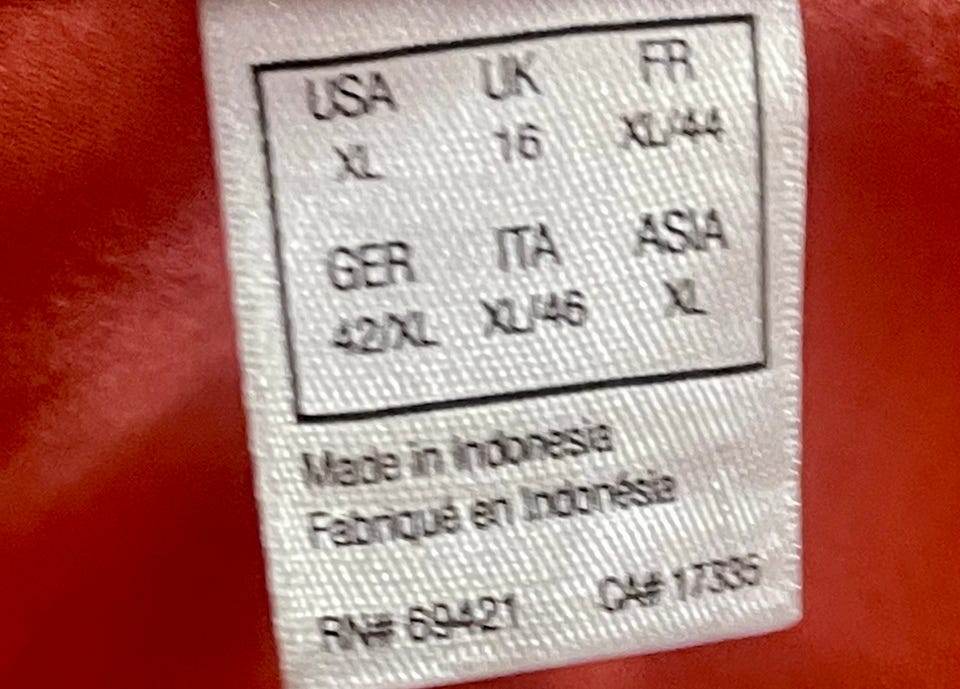 USA UK FR
XL 16 XL/44
GER ITA ASIA
42/XL XL/46 XL
Made in Indonesia
Fabriqué en Indonésie
RN# 69421 CA# 17335